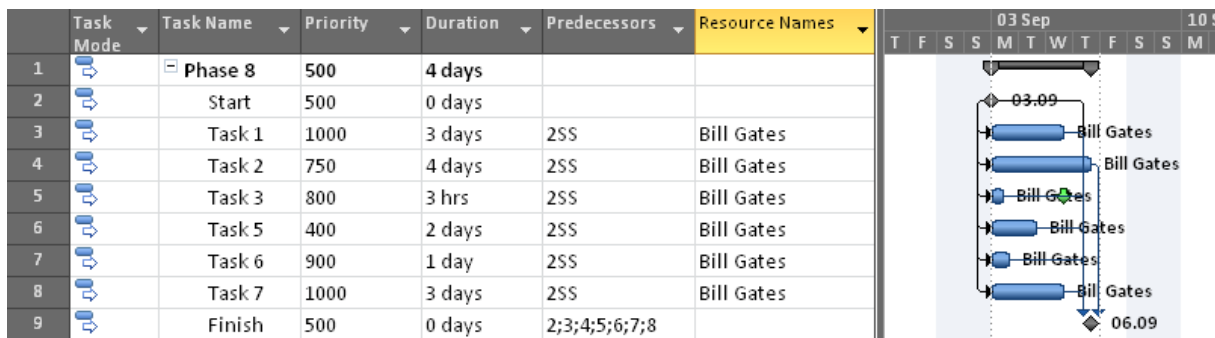 Task Mode Task Name Priority Duration Predecessors Resource Names 03 Sep 10 S
T F S S M T W T F S S M
1 Phase 8 500 4 days
2 Start 500 0 days 03.09
3 Task 1 1000 3 days 2SS Bill Gates Bill Gates
4 Task 2 750 4 days 2SS Bill Gates Bill Gates
5 Task 3 800 3 hrs 2SS Bill Gates Bill Gates
6 Task 5 400 2 days 2SS Bill Gates Bill Gates
7 Task 6 900 1 day 2SS Bill Gates Bill Gates
8 Task 7 1000 3 days 2SS Bill Gates Bill Gates
9 Finish 500 0 days 2;3;4;5;6;7;8 06.09